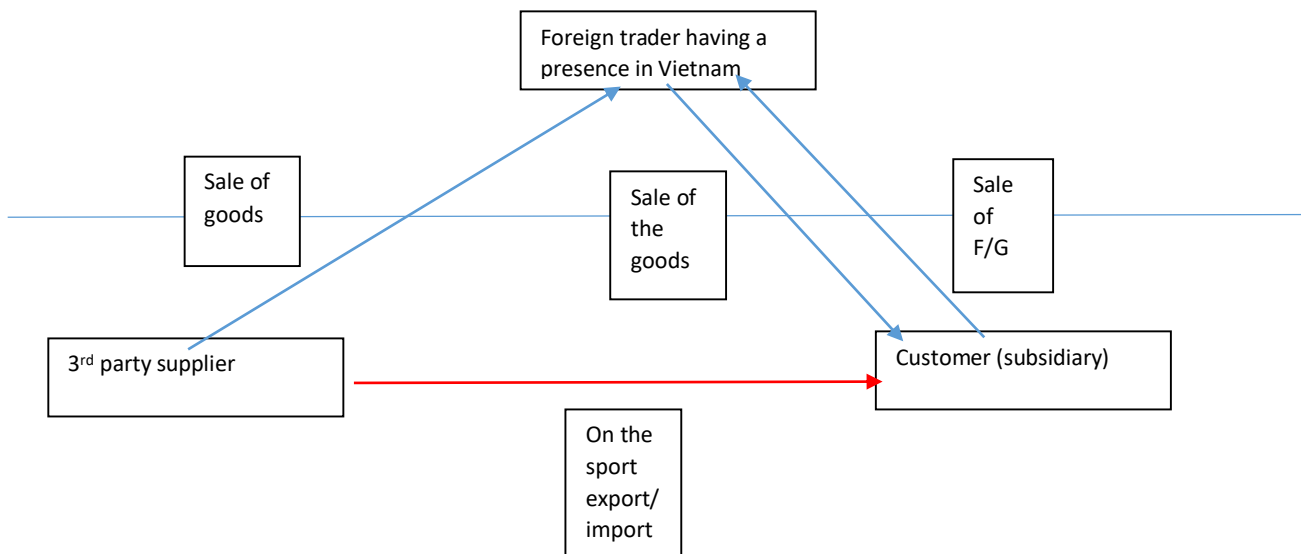 Foreign trader having a
presence in Vietnam
Sale of
goods
Sale of
the
goods
Sale
of
F/G
3rd party supplier
Customer (subsidiary)
On the
sport
export/
import